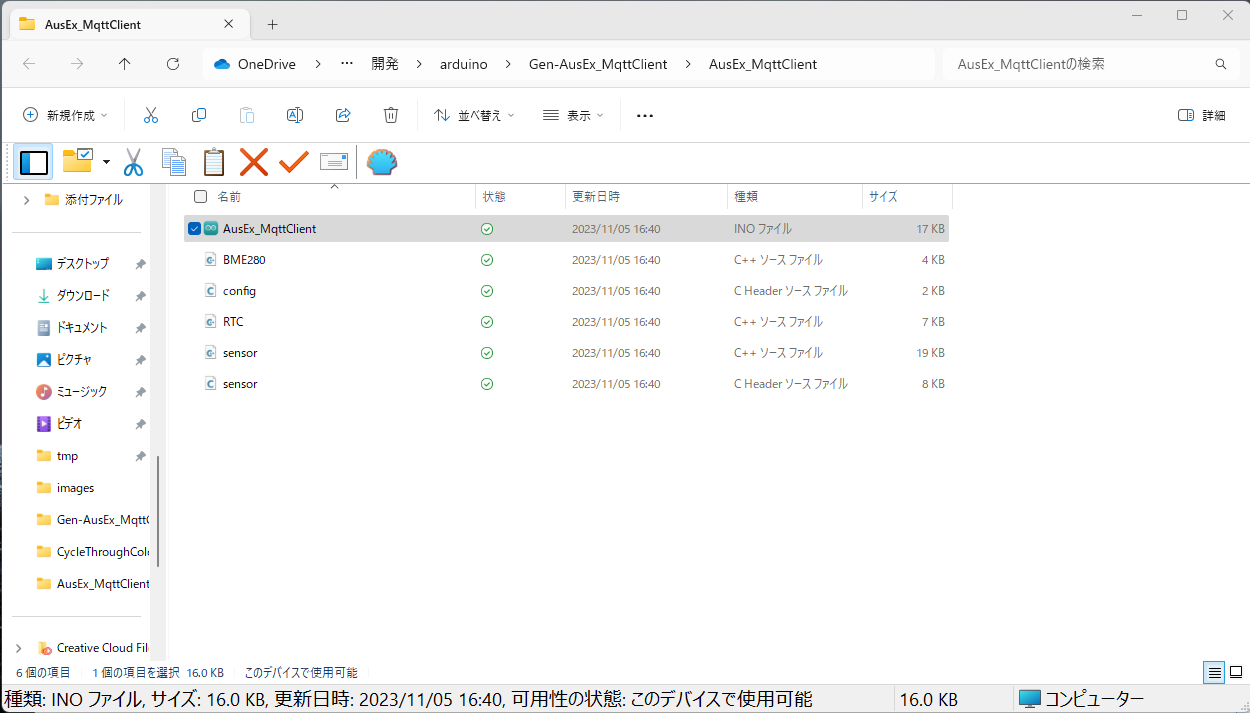 AusEx_MqttClient
OneDrive > ... 開発 > arduino > Gen-AusEx_MqttClient > AusEx_MqttClient
AusEx_MqttClientの検索
新規作成 並べ替え 表示 ... 詳細
添付ファイル
デスクトップ
ダウンロード
ドキュメント
ピクチャ
ミュージック
ビデオ
tmp
images
Gen-AusEx_Mqtt
CycleThroughCol
AusEx_MqttClient
Creative Cloud Fil
名前 状態 更新日時 種類 サイズ
AusEx_MqttClient 2023/11/05 16:40 INO ファイル 17 KB
BME280 2023/11/05 16:40 C++ ソース ファイル 4 KB
config 2023/11/05 16:40 C Header ソース ファイル 2 KB
RTC 2023/11/05 16:40 C++ ソース ファイル 7 KB
sensor 2023/11/05 16:40 C++ ソース ファイル 19 KB
sensor 2023/11/05 16:40 C Header ソース ファイル 8 KB
6 個の項目 1 個の項目を選択 16.0 KB このデバイスで使用可能
種類: INO ファイル, サイズ: 16.0 KB, 更新日時: 2023/11/05 16:40, 可用性の状態: このデバイスで使用可能 16.0 KB コンピューター